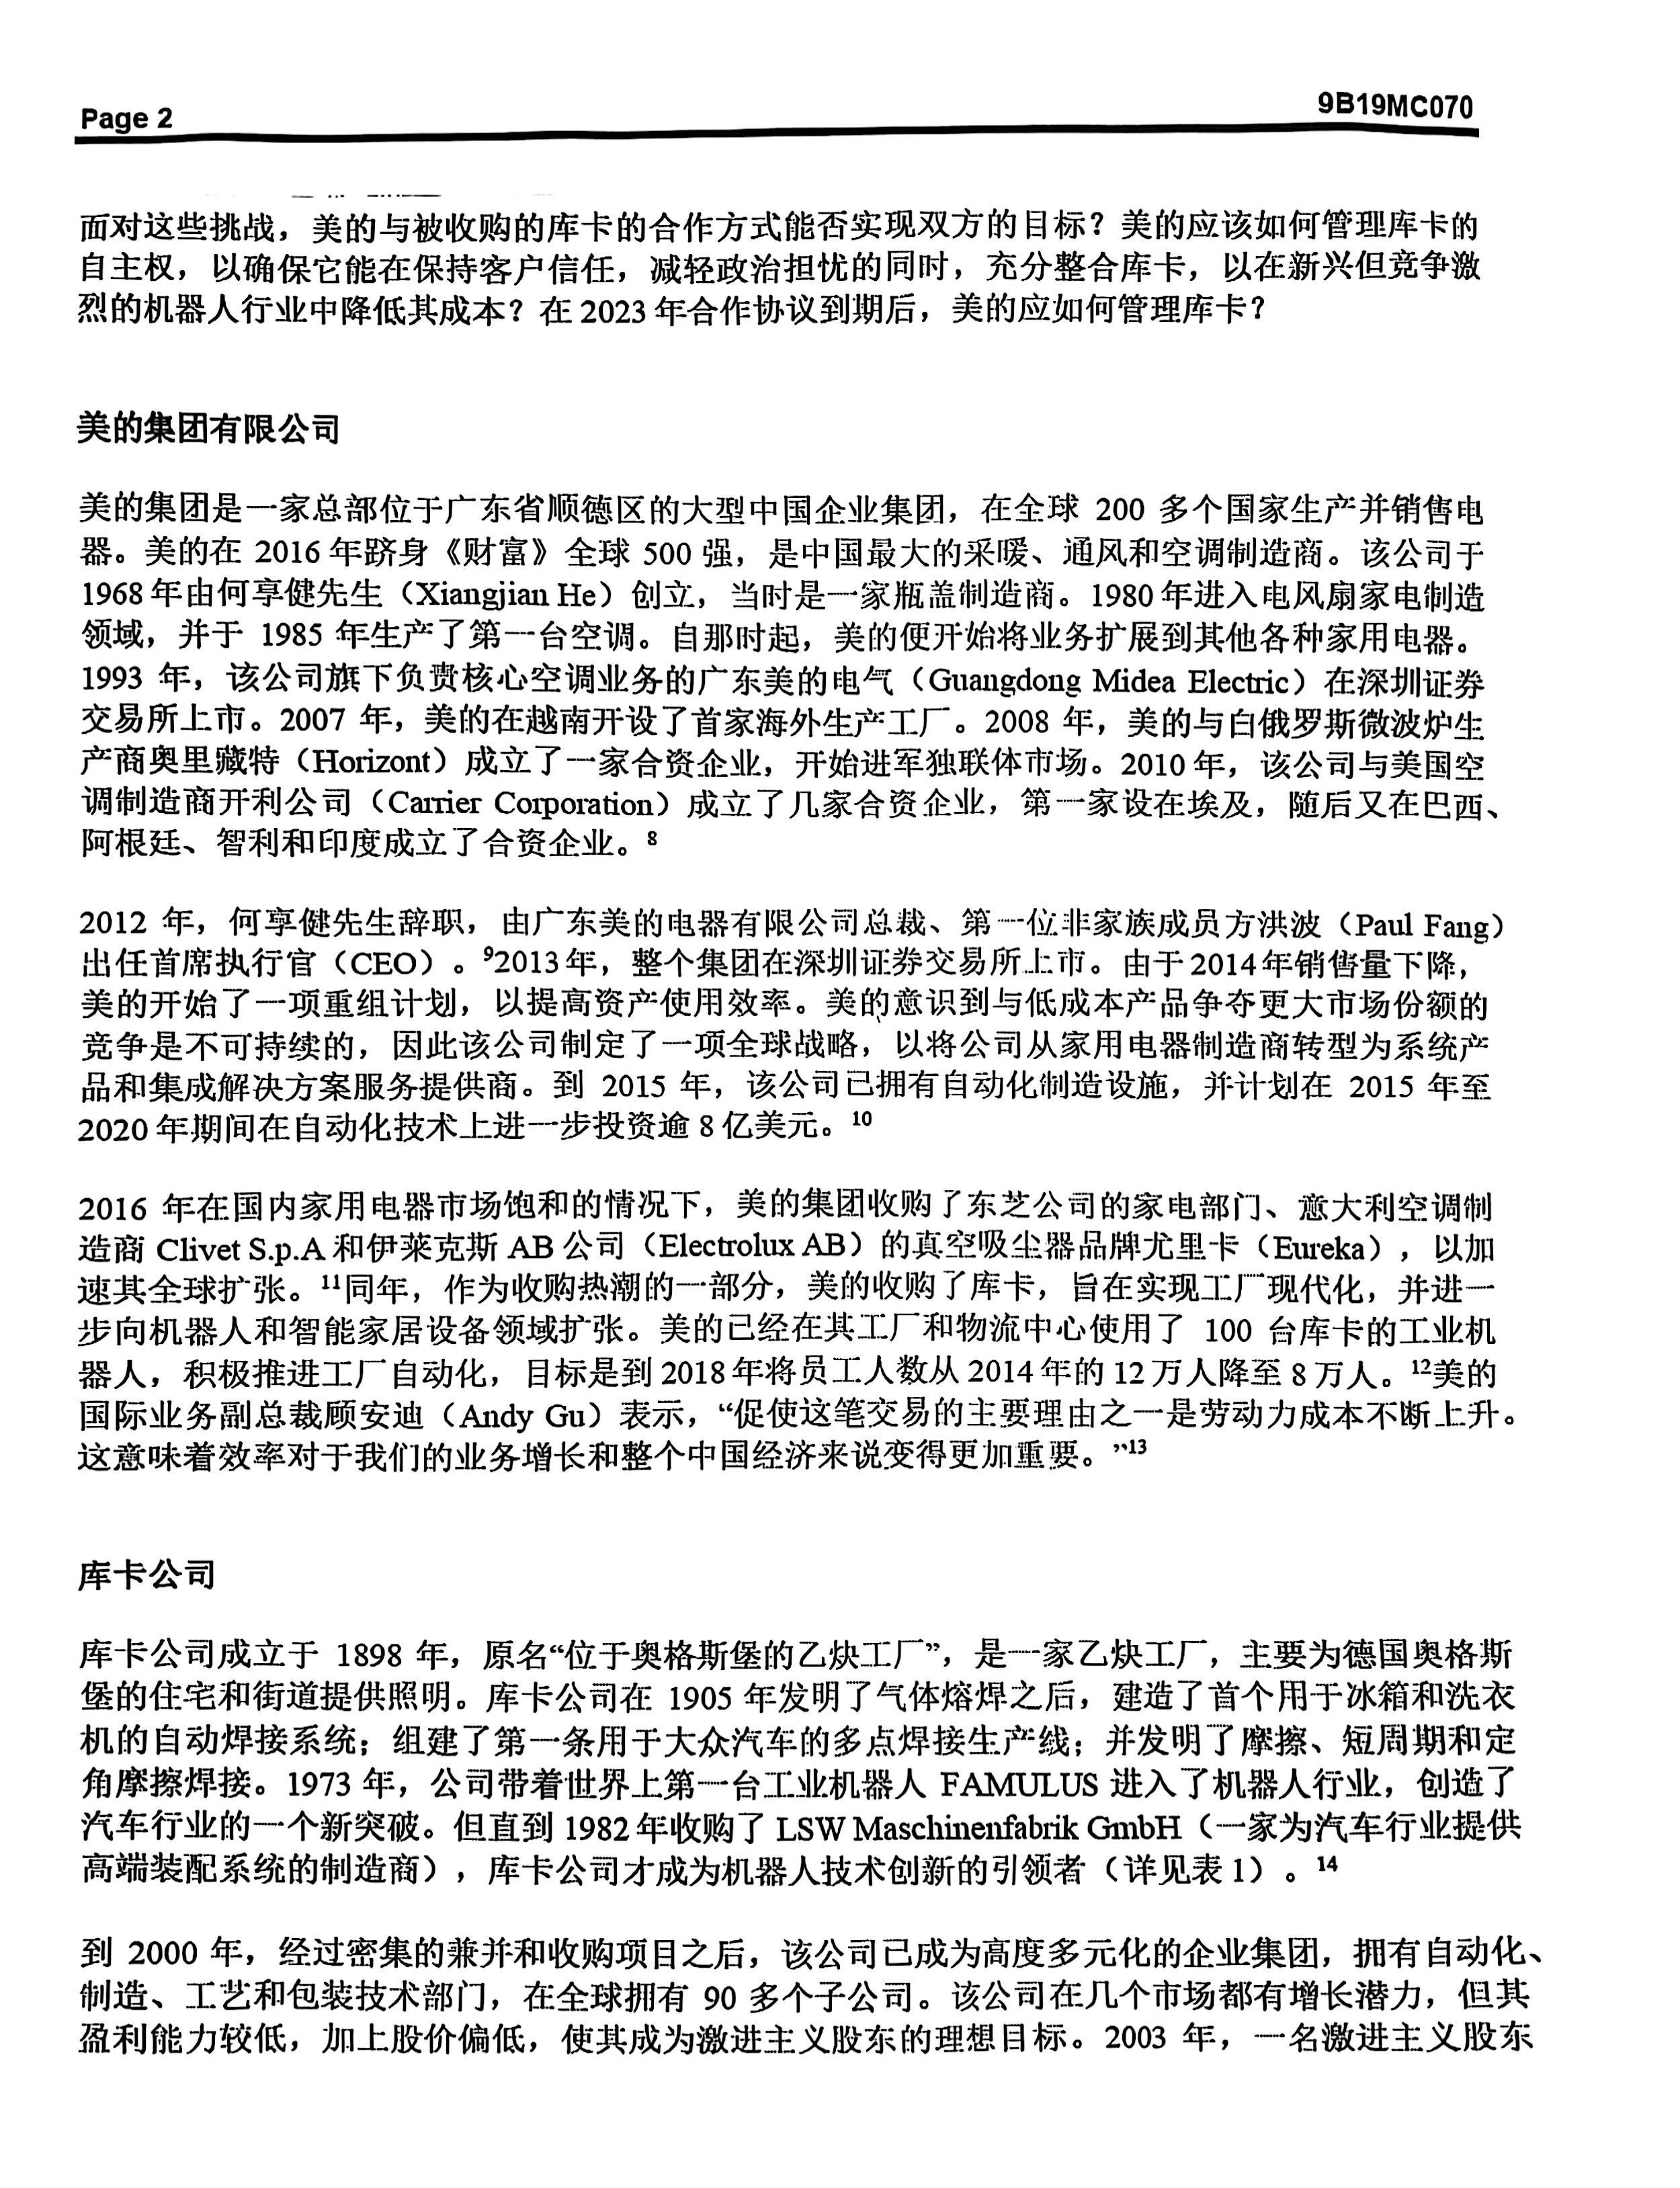 Page 2
9B19MC070
面对这些挑战，美的与被收购的库卡的合作方式能否实现双方的目标？美的应该如何管理库卡的
自主权，以确保它能在保持客户信任，减轻政治担忧的同时，充分整合库卡，以在新兴但竞争激
烈的机器人行业中降低其成本？在 2023 年合作协议到期后，美的应如何管理库卡？
美的集团有限公司
美的集团是一家总部位于广东省顺德区的大型中国企业集团，在全球 200 多个国家生产并销售电
器。美的在 2016 年跻身《财富》全球 500 强，是中国最大的采暖、通风和空调制造商。该公司于
1968 年由何享健先生（Xiangjian He）创立，当时是一家瓶盖制造商。1980 年进入电风扇家电制造
领域，并于 1985 年生产了第一台空调。自那时起，美的便开始将业务扩展到其他各种家用电器。
1993 年，该公司旗下负责核心空调业务的广东美的电气（Guangdong Midea Electric）在深圳证券
交易所上市。2007 年，美的在越南开设了首家海外生产工厂。2008 年，美的与白俄罗斯微波炉生
产商奥里藏特（Horizont）成立了一家合资企业，开始进军独联体市场。2010 年，该公司与美国空
调制造商开利公司（Carrier Corporation）成立了几家合资企业，第一家设在埃及，随后又在巴西、
阿根廷、智利和印度成立了合资企业。8
2012 年，何享健先生辞职，由广东美的电器有限公司总裁、第一位非家族成员方洪波（Paul Fang）
出任首席执行官（CEO）。92013 年，整个集团在深圳证券交易所上市。由于 2014 年销售量下降，
美的开始了一项重组计划，以提高资产使用效率。美的意识到与低成本产品争夺更大市场份额的
竞争是不可持续的，因此该公司制定了一项全球战略，以将公司从家用电器制造商转型为系统产
品和集成解决方案服务提供商。到 2015 年，该公司已拥有自动化制造设施，并计划在 2015 年至
2020 年期间在自动化技术上进一步投资逾 8 亿美元。10
2016 年在国内家用电器市场饱和的情况下，美的集团收购了东芝公司的家电部门、意大利空调制
造商 Clivet S.p.A 和伊莱克斯 AB 公司（Electrolux AB）的真空吸尘器品牌尤里卡（Eureka），以加
速其全球扩张。11同年，作为收购热潮的一部分，美的收购了库卡，旨在实现工厂现代化，并进一
步向机器人和智能家居设备领域扩张。美的已经在其工厂和物流中心使用了 100 台库卡的工业机
器人，积极推进工厂自动化，目标是到 2018 年将员工人数从 2014 年的 12 万人降至 8 万人。12美的
国际业务副总裁顾安迪（Andy Gu）表示，“促使这笔交易的主要理由之一是劳动力成本不断上升。
这意味着效率对于我们的业务增长和整个中国经济来说变得更加重要。”13
库卡公司
库卡公司成立于 1898 年，原名“位于奥格斯堡的乙炔工厂”，是一家乙炔工厂，主要为德国奥格斯
堡的住宅和街道提供照明。库卡公司在 1905 年发明了气体熔焊之后，建造了首个用于冰箱和洗衣
机的自动焊接系统；组建了第一条用于大众汽车的多点焊接生产线；并发明了摩擦、短周期和定
角摩擦焊接。1973 年，公司带着世界上第一台工业机器人 FAMULUS 进入了机器人行业，创造了
汽车行业的一个新突破。但直到 1982 年收购了 LSW Maschinenfabrik GmbH（一家为汽车行业提供
高端装配系统的制造商），库卡公司才成为机器人技术创新的引领者（详见表 1）。14
到 2000 年，经过密集的兼并和收购项目之后，该公司已成为高度多元化的企业集团，拥有自动化、
制造、工艺和包装技术部门，在全球拥有 90 多个子公司。该公司在几个市场都有增长潜力，但其
盈利能力较低，加上股价偏低，使其成为激进主义股东的理想目标。2003 年，一名激进主义股东